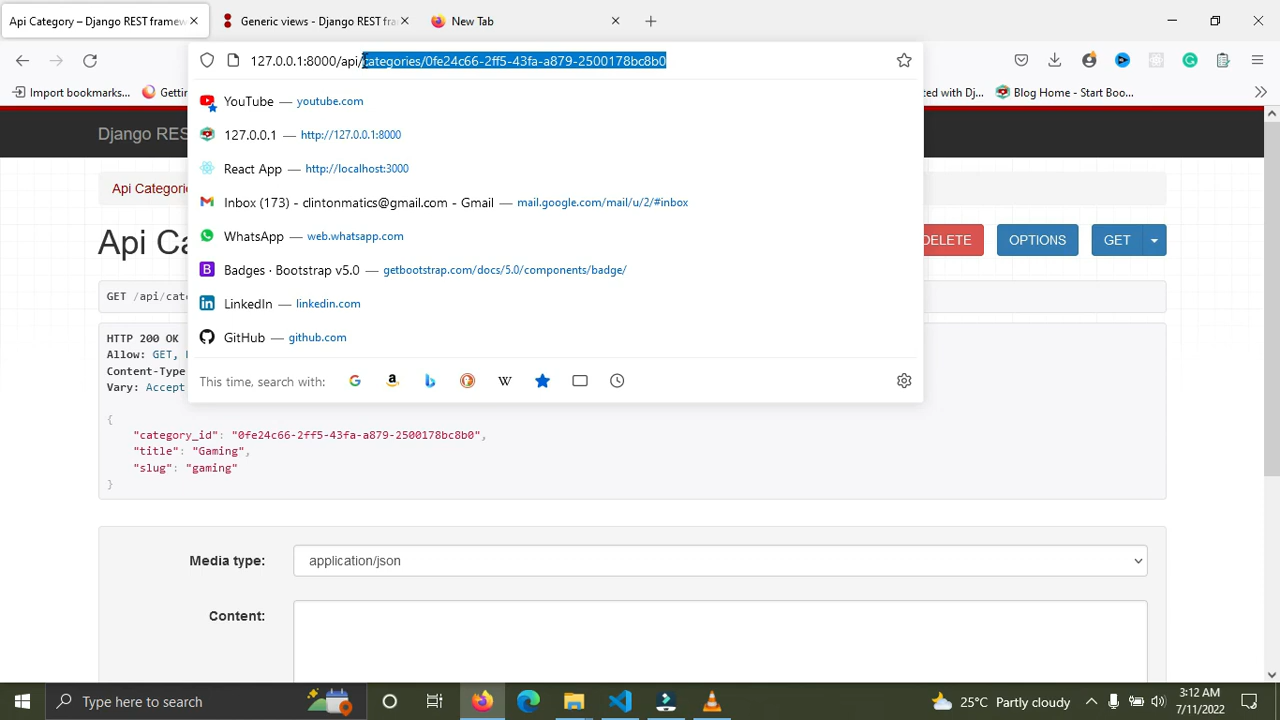 Api Category – Django REST framew
Generic views - Django REST fra
New Tab
127.0.0.1:8000/api/categories/0fe24c66-2ff5-43fa-a879-2500178bc8b0
Import bookmarks...
Gettin
ted with Dj...
Blog Home - Start Boo...
YouTube — youtube.com
127.0.0.1 — http://127.0.0.1:8000
React App — http://localhost:3000
Inbox (173) - clintonmatics@gmail.com - Gmail — mail.google.com/mail/u/2/#inbox
WhatsApp — web.whatsapp.com
Badges · Bootstrap v5.0 — getbootstrap.com/docs/5.0/components/badge/
LinkedIn — linkedin.com
GitHub — github.com
This time, search with:
Django RES
Api Categorie
Api Ca
DELETE
OPTIONS
GET
GET /api/cate
HTTP 200 OK
Allow: GET,
Content-Type
Vary: Accept
{
"category_id": "0fe24c66-2ff5-43fa-a879-2500178bc8b0",
"title": "Gaming",
"slug": "gaming"
}
Media type:
application/json
Content:
Type here to search
25°C Partly cloudy
3:12 AM
7/11/2022